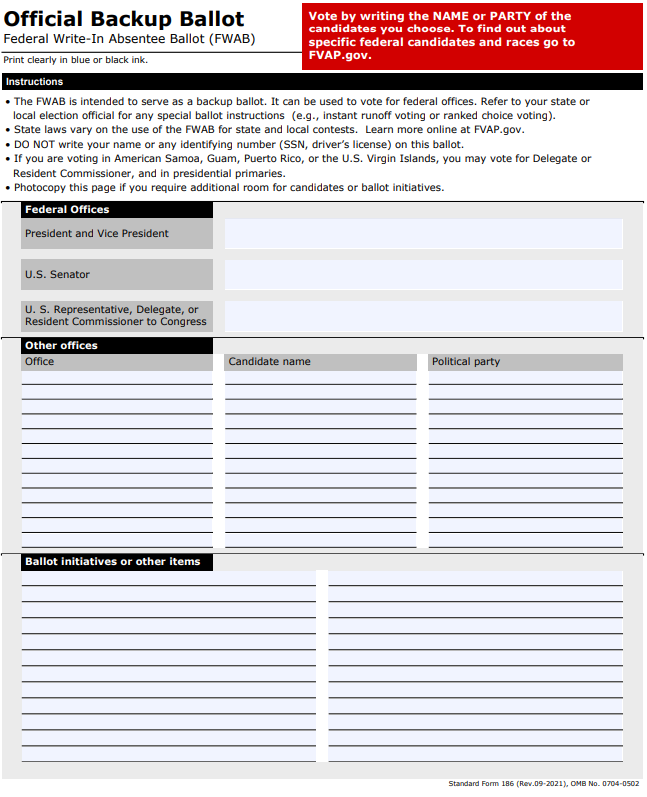 Official Backup Ballot
Federal Write-In Absentee Ballot (FWAB)
Print clearly in blue or black ink.
Vote by writing the NAME or PARTY of the
candidates you choose. To find out about
specific federal candidates and races go to
FVAP.gov.
Instructions
• The FWAB is intended to serve as a backup ballot. It can be used to vote for federal offices. Refer to your state or
local election official for any special ballot instructions (e.g., instant runoff voting or ranked choice voting).
• State laws vary on the use of the FWAB for state and local contests. Learn more online at FVAP.gov.
• DO NOT write your name or any identifying number (SSN, driver's license) on this ballot.
• If you are voting in American Samoa, Guam, Puerto Rico, or the U.S. Virgin Islands, you may vote for Delegate or
Resident Commissioner, and in presidential primaries.
• Photocopy this page if you require additional room for candidates or ballot initiatives.
Federal Offices
President and Vice President
U.S. Senator
U. S. Representative, Delegate, or
Resident Commissioner to Congress
Other offices
Office
Candidate name
Political party
Ballot initiatives or other items
Standard Form 186 (Rev.09-2021), OMB No. 0704-0502